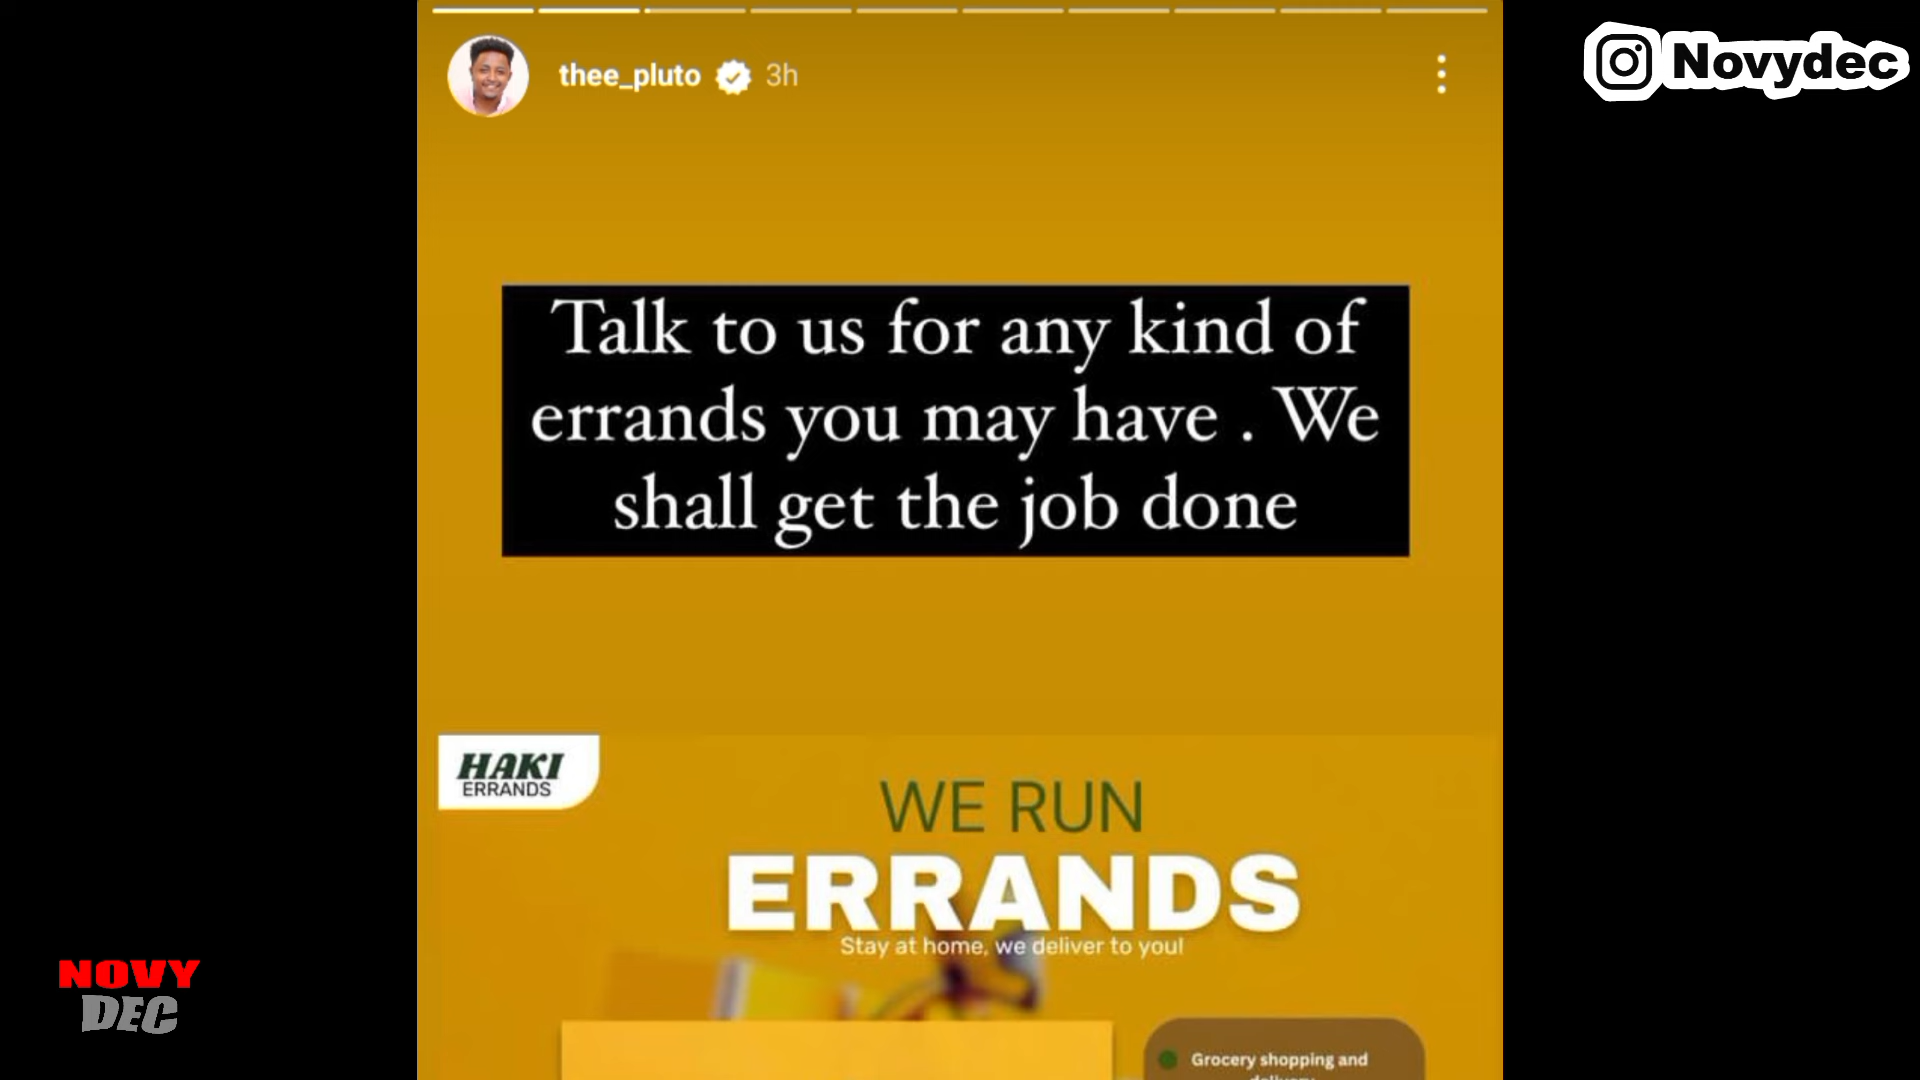 thee_pluto 3h
Novydec
Talk to us for any kind of
errands you may have . We
shall get the job done
HAKI
ERRANDS
WE RUN
ERRANDS
Stay at home, we deliver to you!
NOVY
DEC
Grocery shopping and